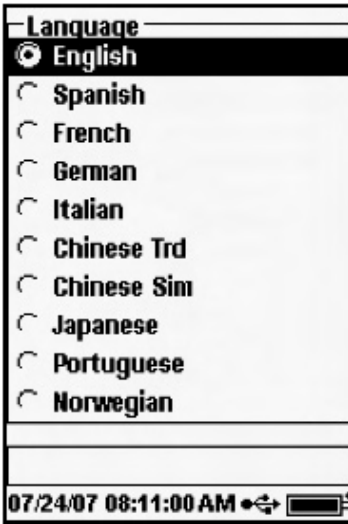 Language
English
Spanish
French
German
Italian
Chinese Trd
Chinese Sim
Japanese
Portuguese
Norwegian
07/24/07 08:11:00 AM